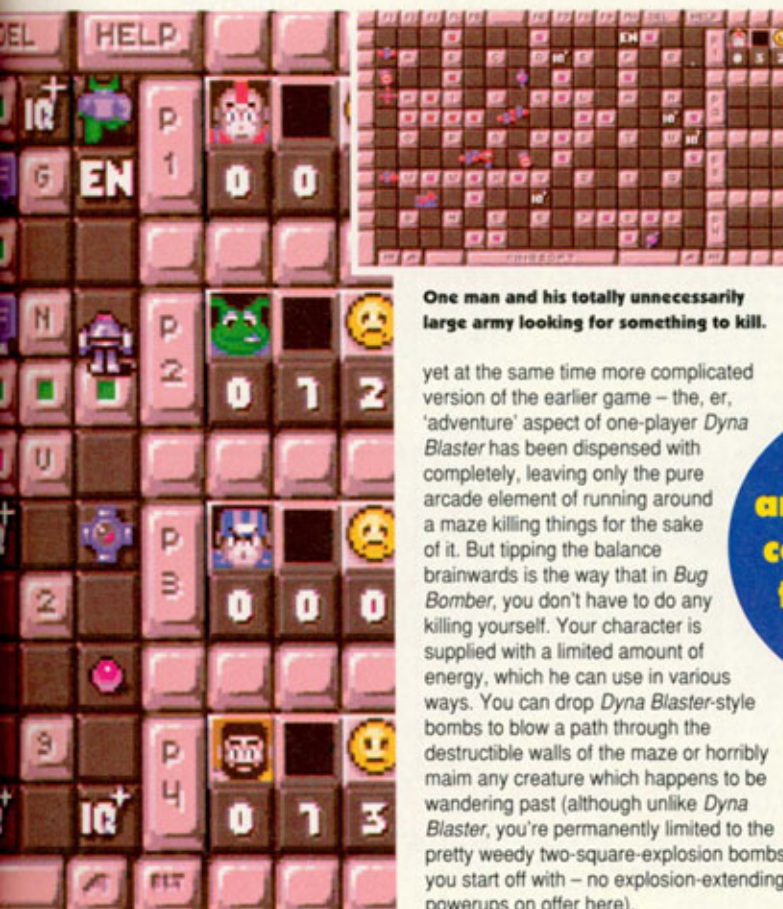 DEL HELP
IQ+
P
1
G EN
0 0
N
P
2
0 1 2
U
P
3
2
0 0 0
9
P
4
IQ+
0 1 3
EN DEL HELP
One man and his totally unnecessarily
large army looking for something to kill.
yet at the same time more complicated
version of the earlier game – the, er,
'adventure' aspect of one-player Dyna
Blaster has been dispensed with
completely, leaving only the pure
arcade element of running around
a maze killing things for the sake
of it. But tipping the balance
brainwards is the way that in Bug
Bomber, you don't have to do any
killing yourself. Your character is
supplied with a limited amount of
energy, which he can use in various
ways. You can drop Dyna Blaster-style
bombs to blow a path through the
destructible walls of the maze or horribly
maim any creature which happens to be
wandering past (although unlike Dyna
Blaster, you're permanently limited to the
pretty weedy two-square-explosion bombs
you start off with – no explosion-extending
powerups on offer here)..